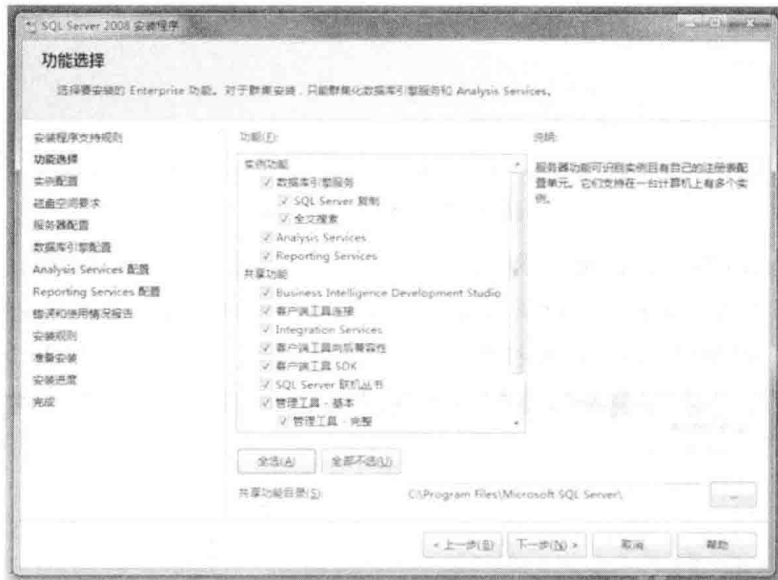 SQL Server 2008 安装程序
功能选择
选择要安装的 Enterprise 功能。对于群集安装，只能群集化数据库引擎服务和 Analysis Services。
安装程序支持规则
功能选择
实例配置
磁盘空间要求
服务器配置
数据库引擎配置
Analysis Services 配置
Reporting Services 配置
错误和使用情况报告
安装规则
准备安装
安装进度
完成
功能(F):
实例功能
数据库引擎服务
SQL Server 复制
全文搜索
Analysis Services
Reporting Services
共享功能
Business Intelligence Development Studio
客户端工具连接
Integration Services
客户端工具向后兼容性
客户端工具 SDK
SQL Server 联机丛书
管理工具 - 基本
管理工具 - 完整
说明:
服务器功能可识别实例且有自己的注册表配
置单元。它们支持在一台计算机上有多个实
例。
全选(A)
全部不选(U)
共享功能目录(S):
C:\Program Files\Microsoft SQL Server\
...
< 上一步(B)
下一步(N) >
取消
帮助